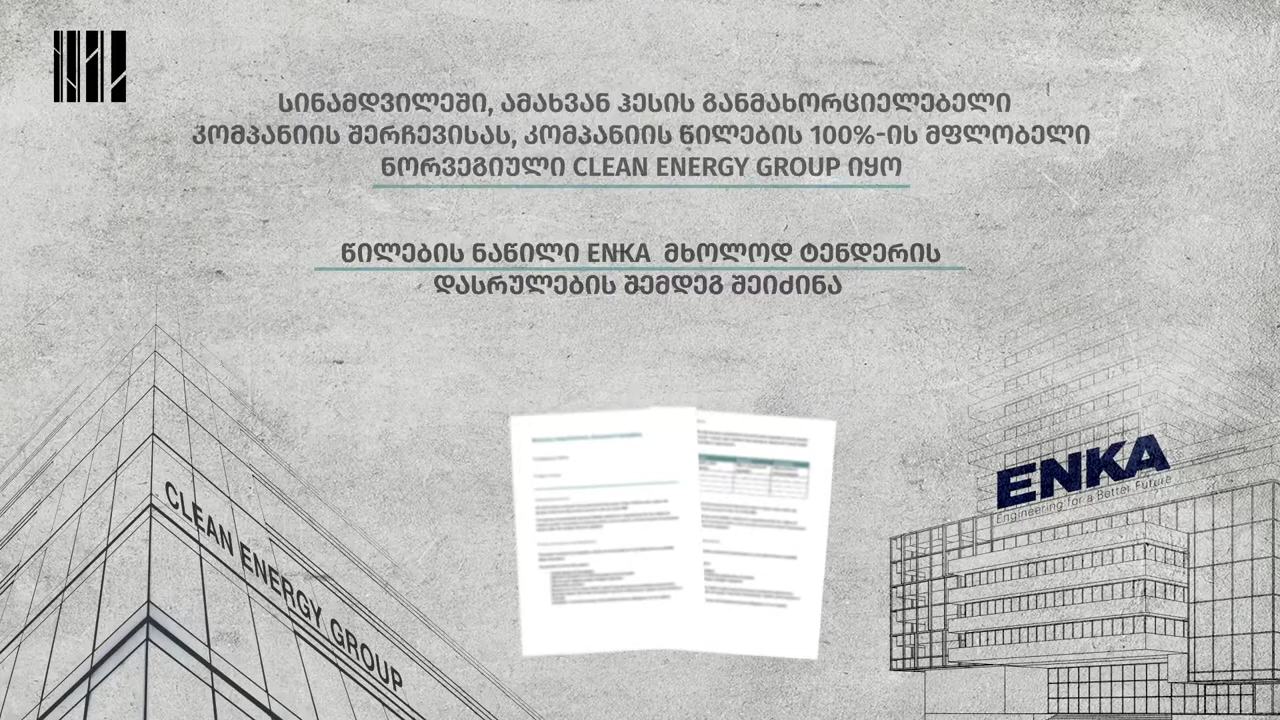 სინამდვილეში, ამახვან ჰესის განმახორციელებელი
კომპანიის შერჩევისას, კომპანიის წილების 100%-ის მფლობელი
ნორვეგიული CLEAN ENERGY GROUP იყო
წილების ნაწილი ENKA მხოლოდ ტენდერის
დასრულების შემდეგ შეიძინა
CLEAN ENERGY GROUP
ENKA
Engineering for a Better Future